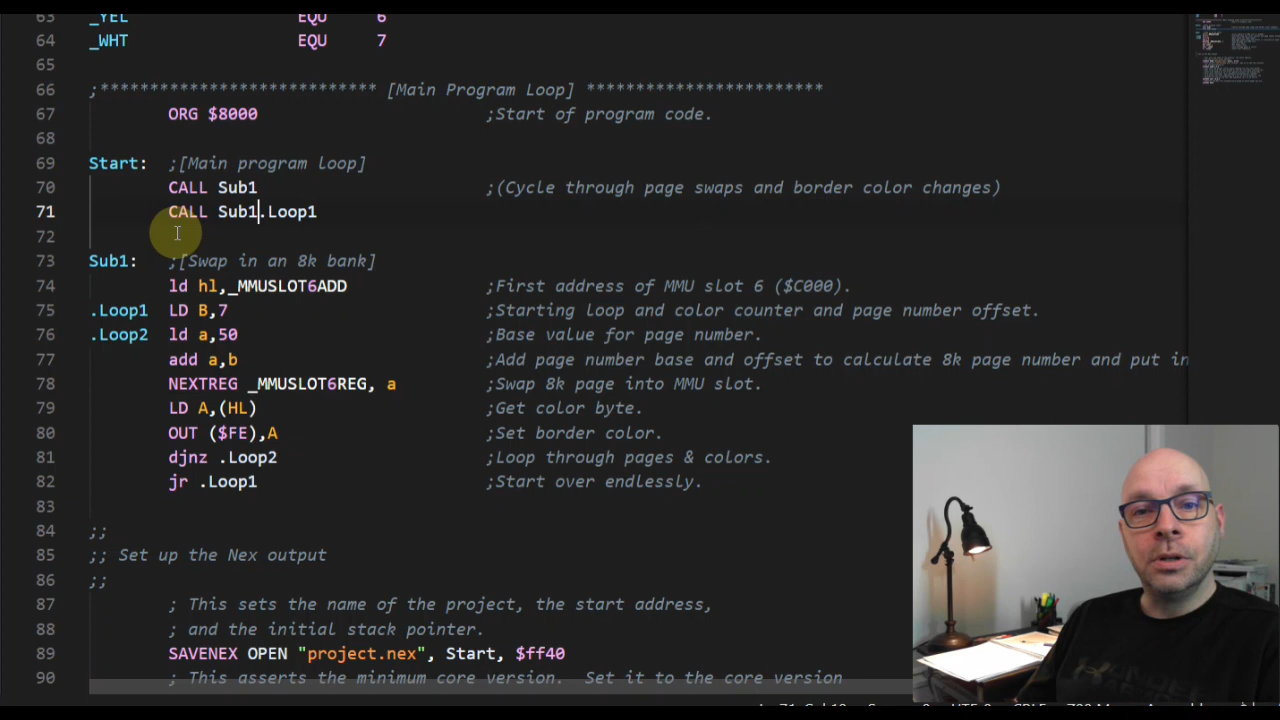 63 _YEL EQU 6
64 _WHT EQU 7
65
66 ;**************************** [Main Program Loop] ************************
67 ORG $8000 ;Start of program code.
68
69 Start: ;[Main program loop]
70 CALL Sub1 ;(Cycle through page swaps and border color changes)
71 CALL Sub1.Loop1
72
73 Sub1: ;[Swap in an 8k bank]
74 ld hl,_MMUSLOT6ADD ;First address of MMU slot 6 ($C000).
75 .Loop1 LD B,7 ;Starting loop and color counter and page number offset.
76 .Loop2 ld a,50 ;Base value for page number.
77 add a,b ;Add page number base and offset to calculate 8k page number and put in
78 NEXTREG _MMUSLOT6REG, a ;Swap 8k page into MMU slot.
79 LD A,(HL) ;Get color byte.
80 OUT ($FE),A ;Set border color.
81 djnz .Loop2 ;Loop through pages & colors.
82 jr .Loop1 ;Start over endlessly.
83
84 ;;
85 ;; Set up the Nex output
86 ;;
87 ; This sets the name of the project, the start address,
88 ; and the initial stack pointer.
89 SAVENEX OPEN "project.nex", Start, $ff40
90 ; This asserts the minimum core version. Set it to the core version